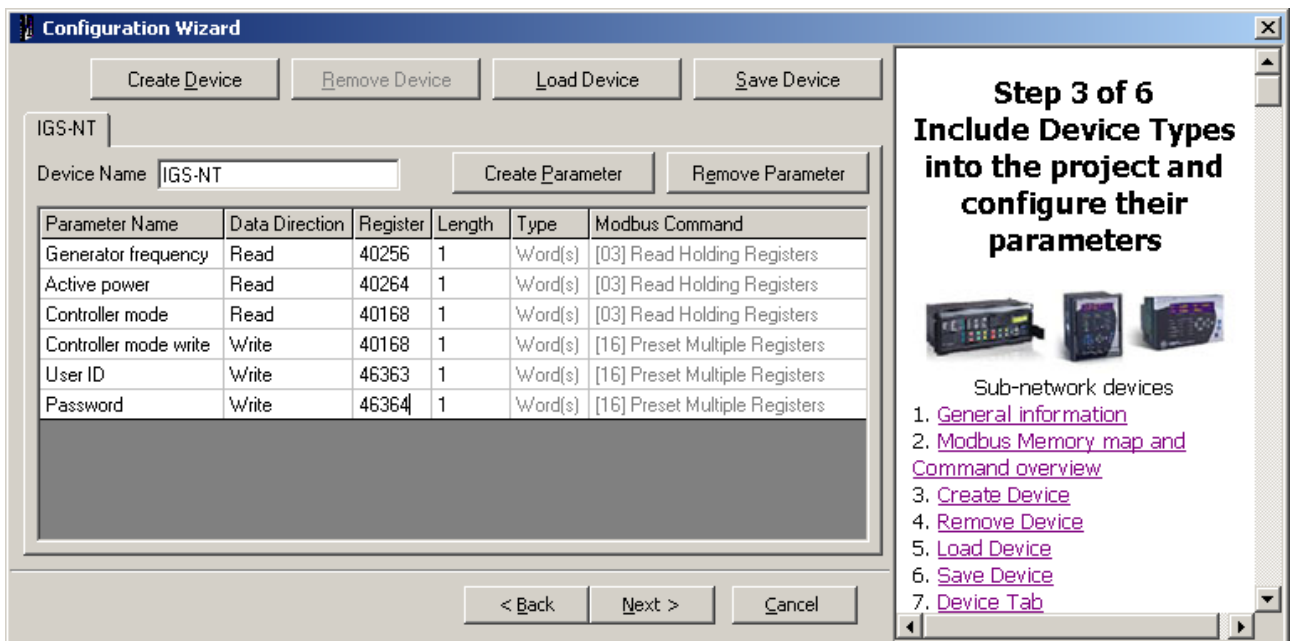 Configuration Wizard
Create Device Remove Device Load Device Save Device
IGS-NT
Device Name IGS-NT Create Parameter Remove Parameter
Parameter Name Data Direction Register Length Type Modbus Command
Generator frequency Read 40256 1 Word(s) [03] Read Holding Registers
Active power Read 40264 1 Word(s) [03] Read Holding Registers
Controller mode Read 40168 1 Word(s) [03] Read Holding Registers
Controller mode write Write 40168 1 Word(s) [16] Preset Multiple Registers
User ID Write 46363 1 Word(s) [16] Preset Multiple Registers
Password Write 46364 1 Word(s) [16] Preset Multiple Registers
< Back Next > Cancel
Step 3 of 6
Include Device Types
into the project and
configure their
parameters
Sub-network devices
1. General information
2. Modbus Memory map and
Command overview
3. Create Device
4. Remove Device
5. Load Device
6. Save Device
7. Device Tab